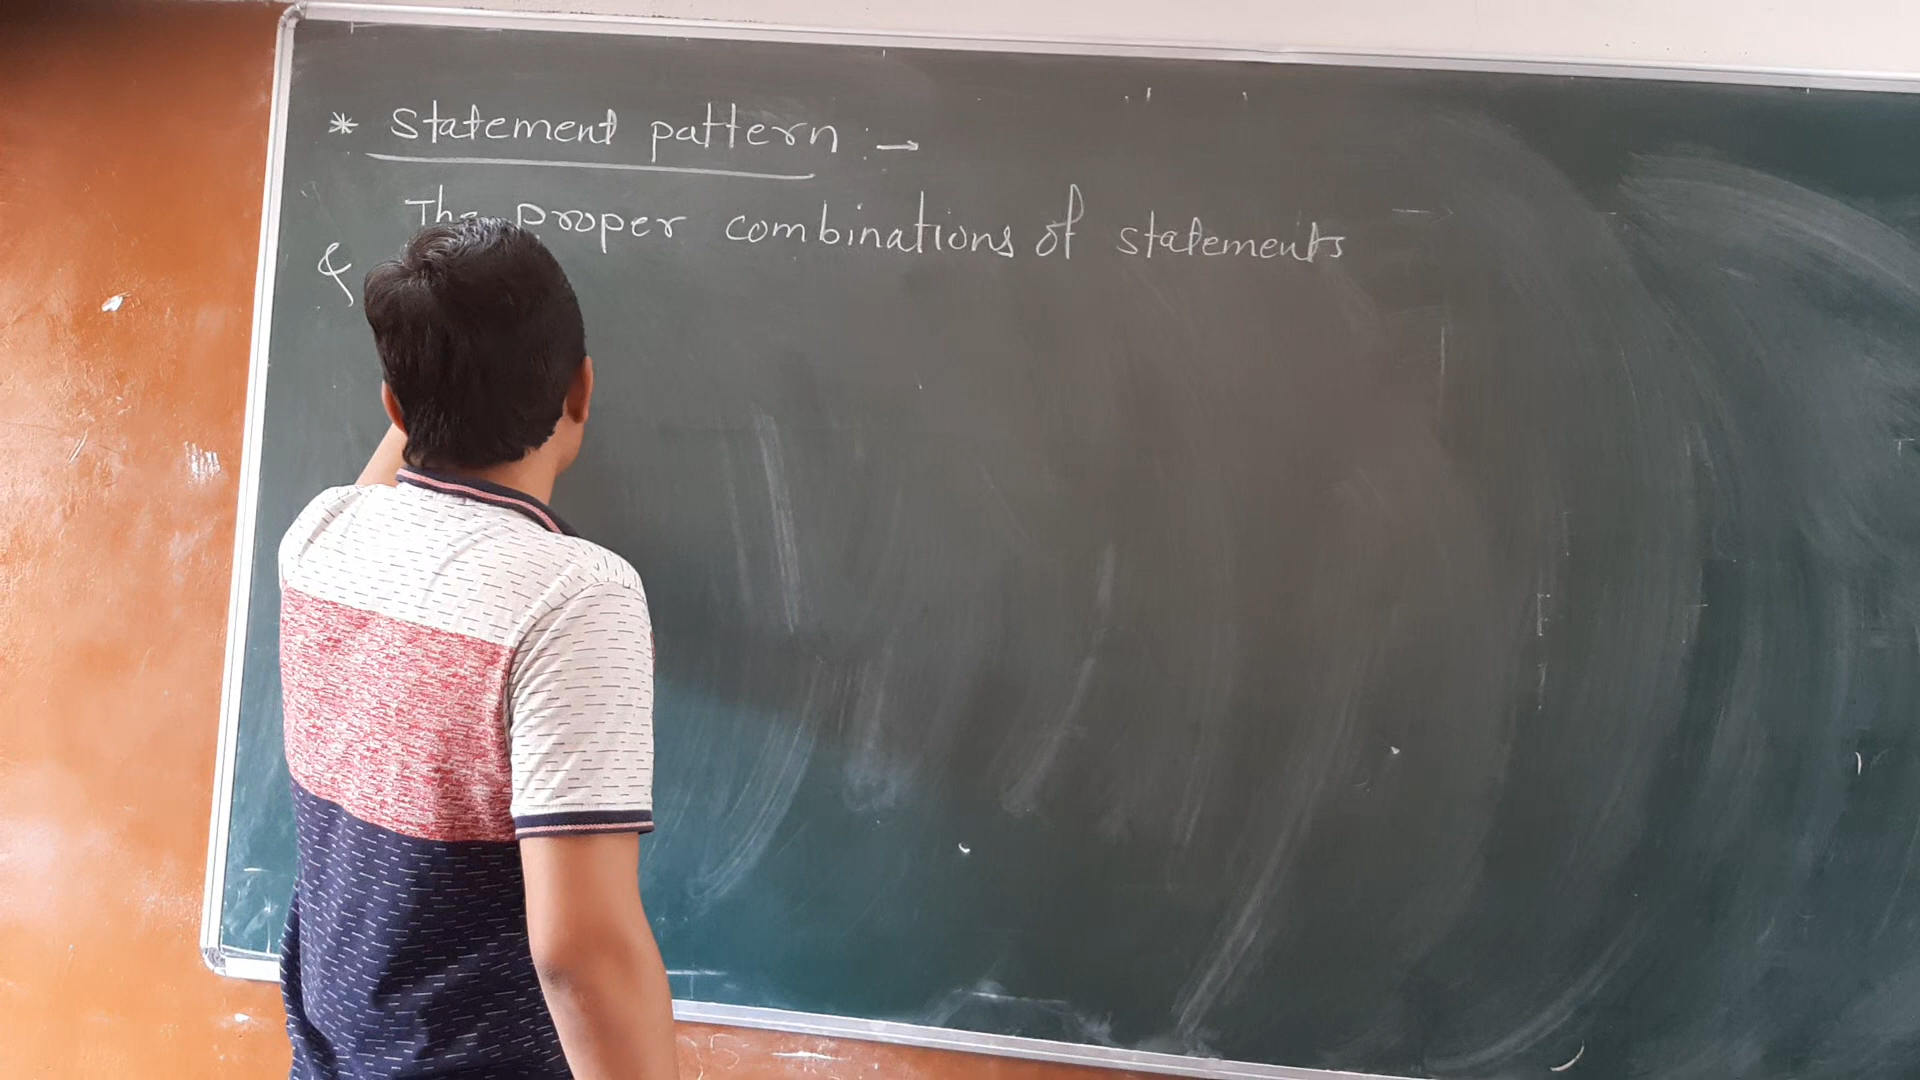 * Statement pattern :→
The proper combinations of statements
&